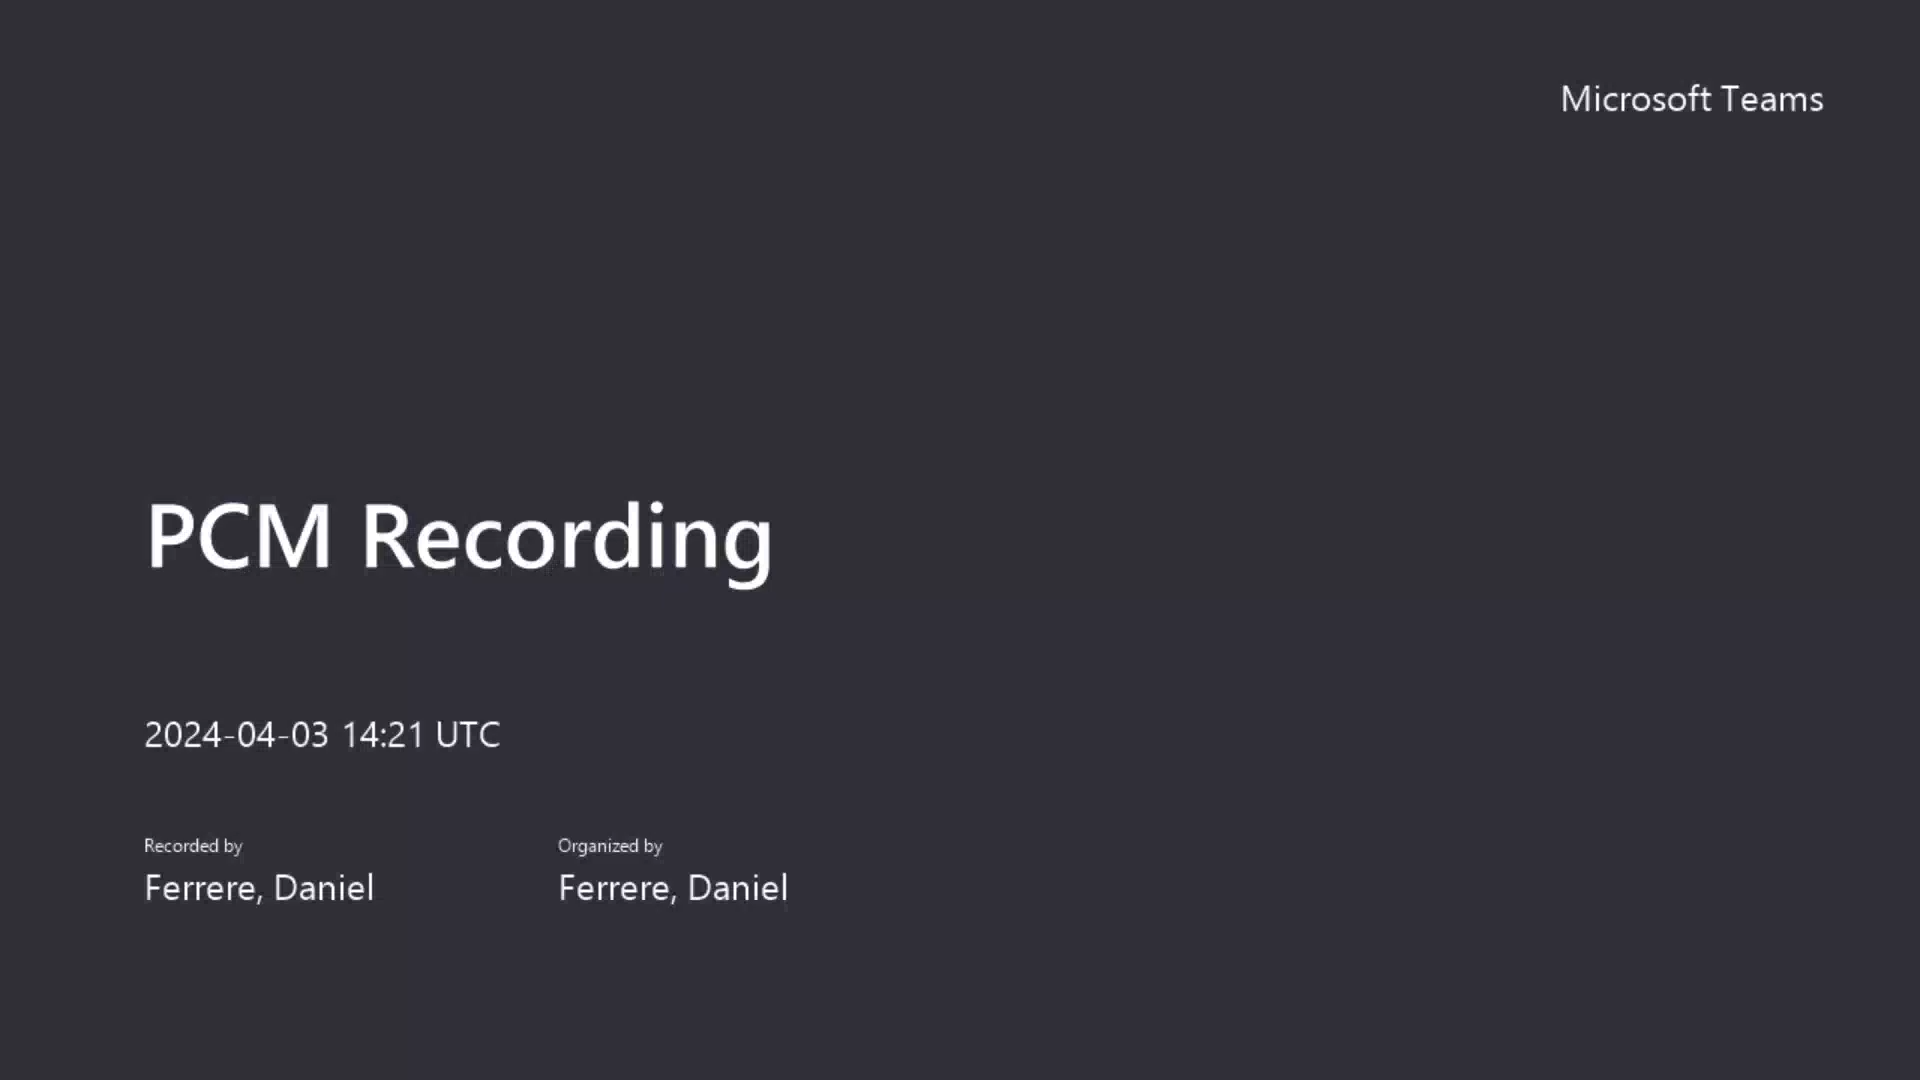 Microsoft Teams
PCM Recording
2024-04-03 14:21 UTC
Recorded by
Ferrere, Daniel
Organized by
Ferrere, Daniel